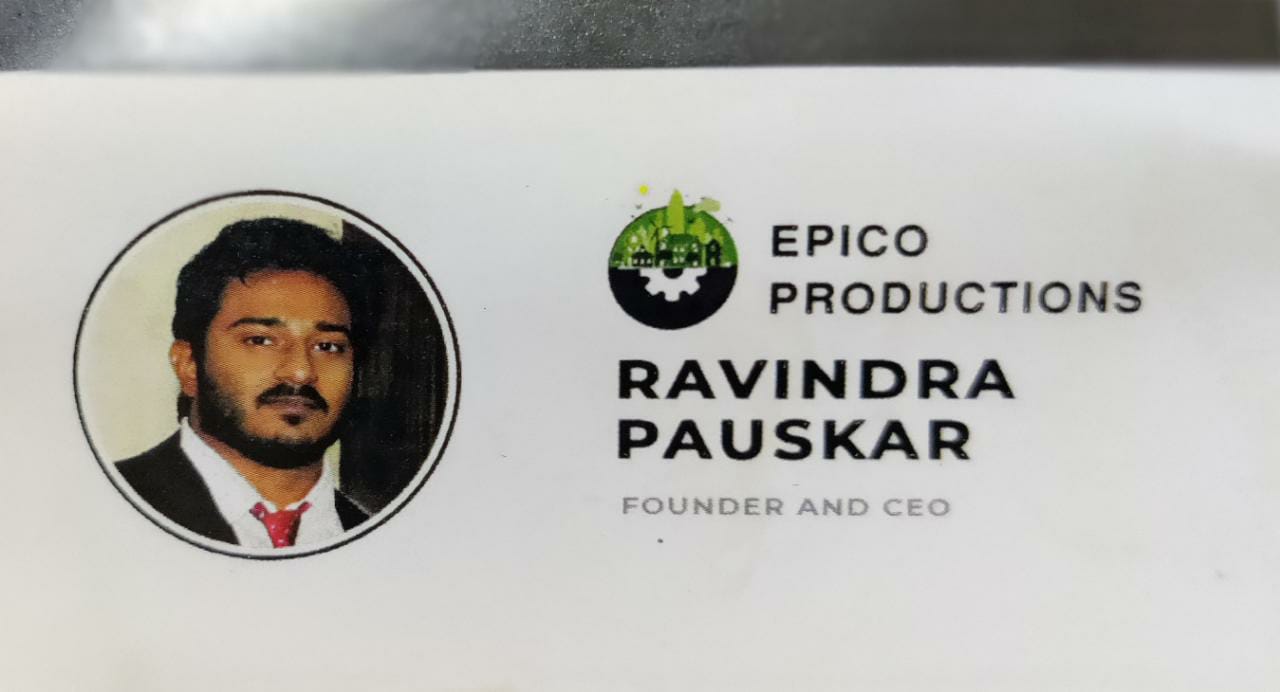 EPICO
PRODUCTIONS
RAVINDRA
PAUSKAR
FOUNDER AND CEO